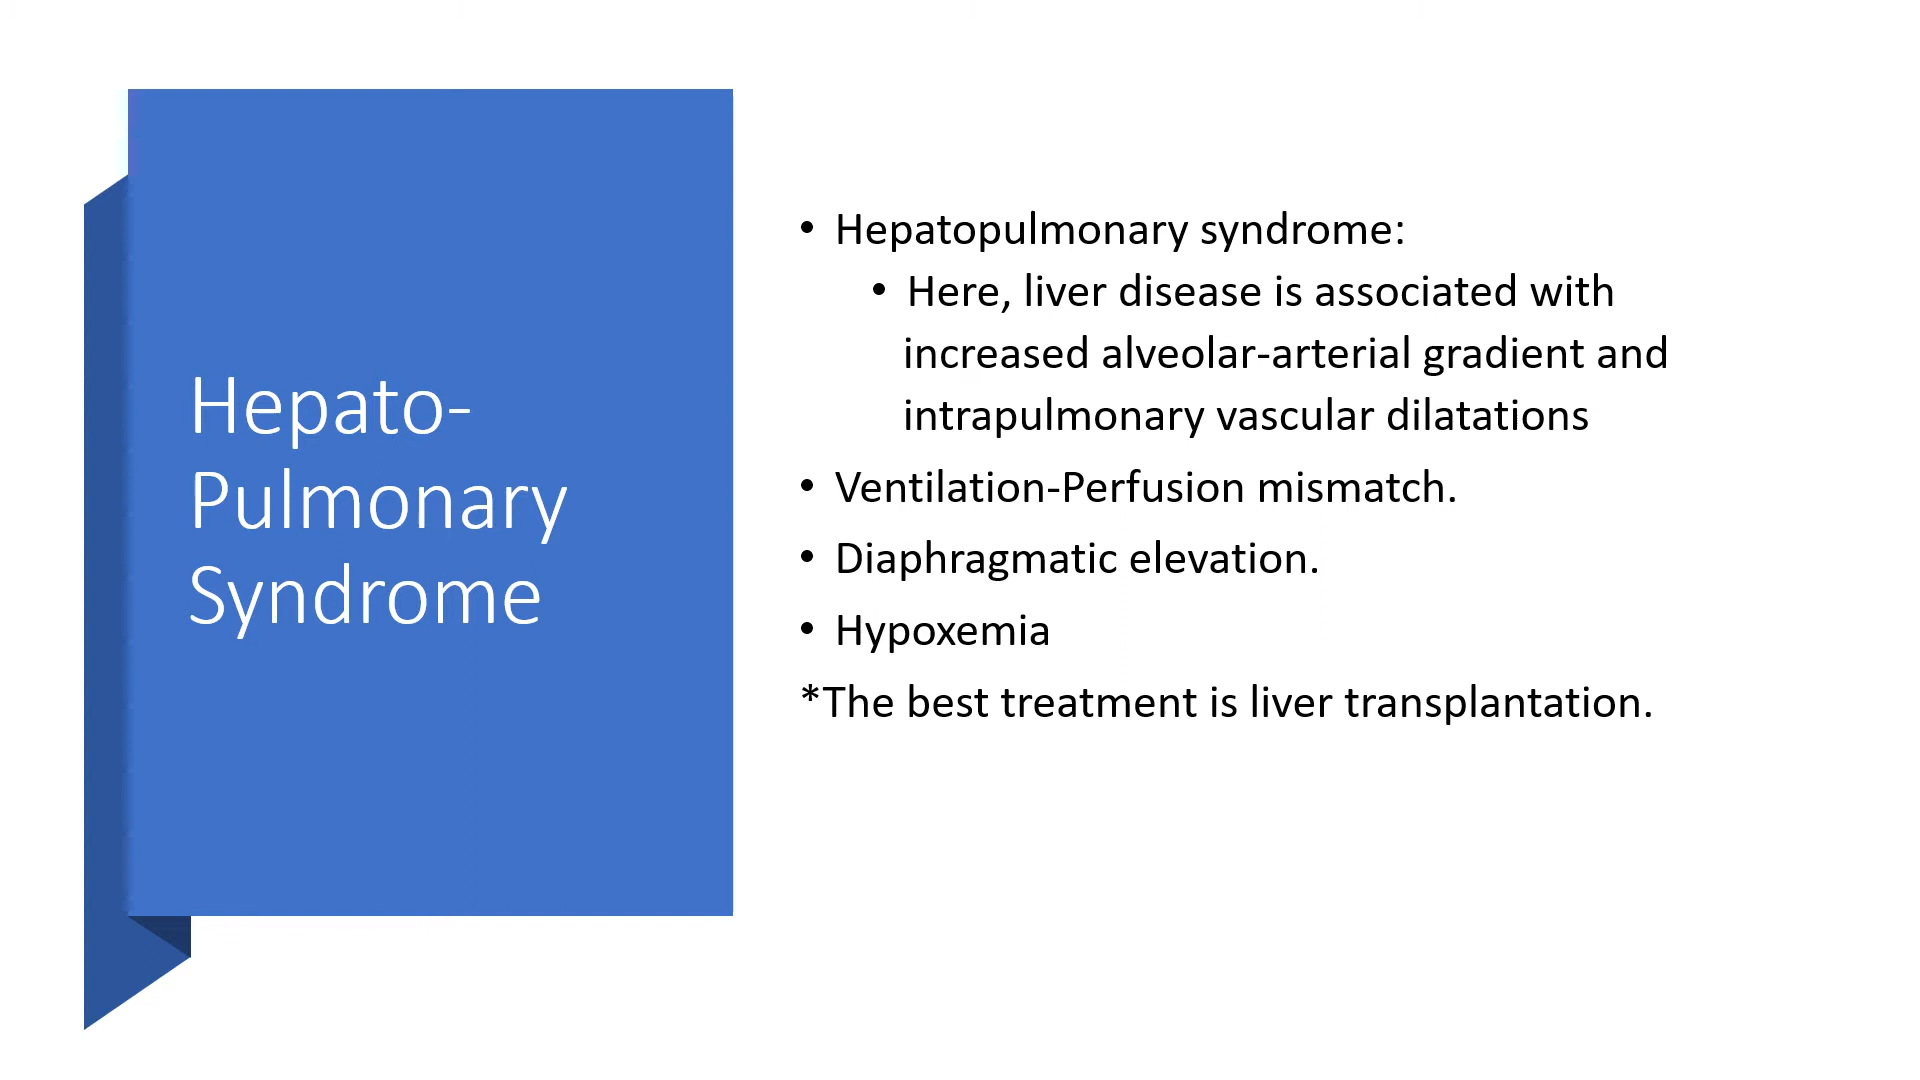 Hepato-
Pulmonary
Syndrome
• Hepatopulmonary syndrome:
• Here, liver disease is associated with
increased alveolar-arterial gradient and
intrapulmonary vascular dilatations
• Ventilation-Perfusion mismatch.
• Diaphragmatic elevation.
• Hypoxemia
*The best treatment is liver transplantation.